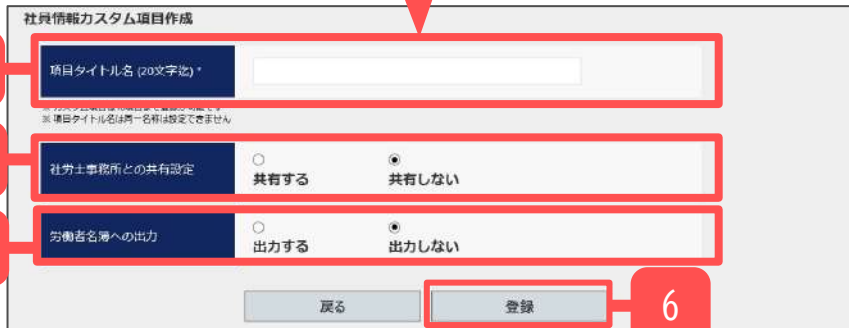 社員情報カスタム項目作成
項目タイトル名 (20文字迄) *
※ 項目タイトル名は同一名称は設定できません
社労士事務所との共有設定
共有する 共有しない
労働者名簿への出力
出力する 出力しない
戻る 登録 6